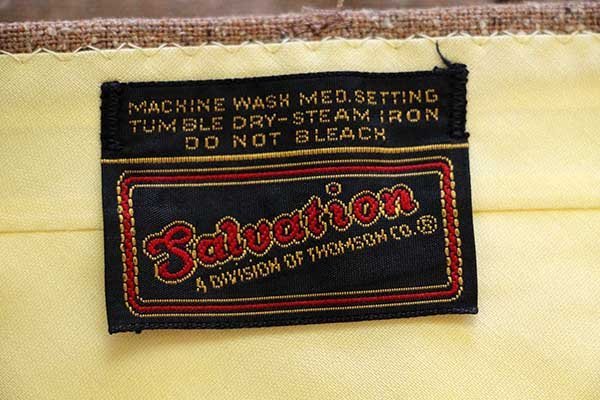 MACHINE WASH MED. SETTING
TUMBLE DRY-STEAM IRON
DO NOT BLEACH
Salvation
A DIVISION OF THOMSON CO.®